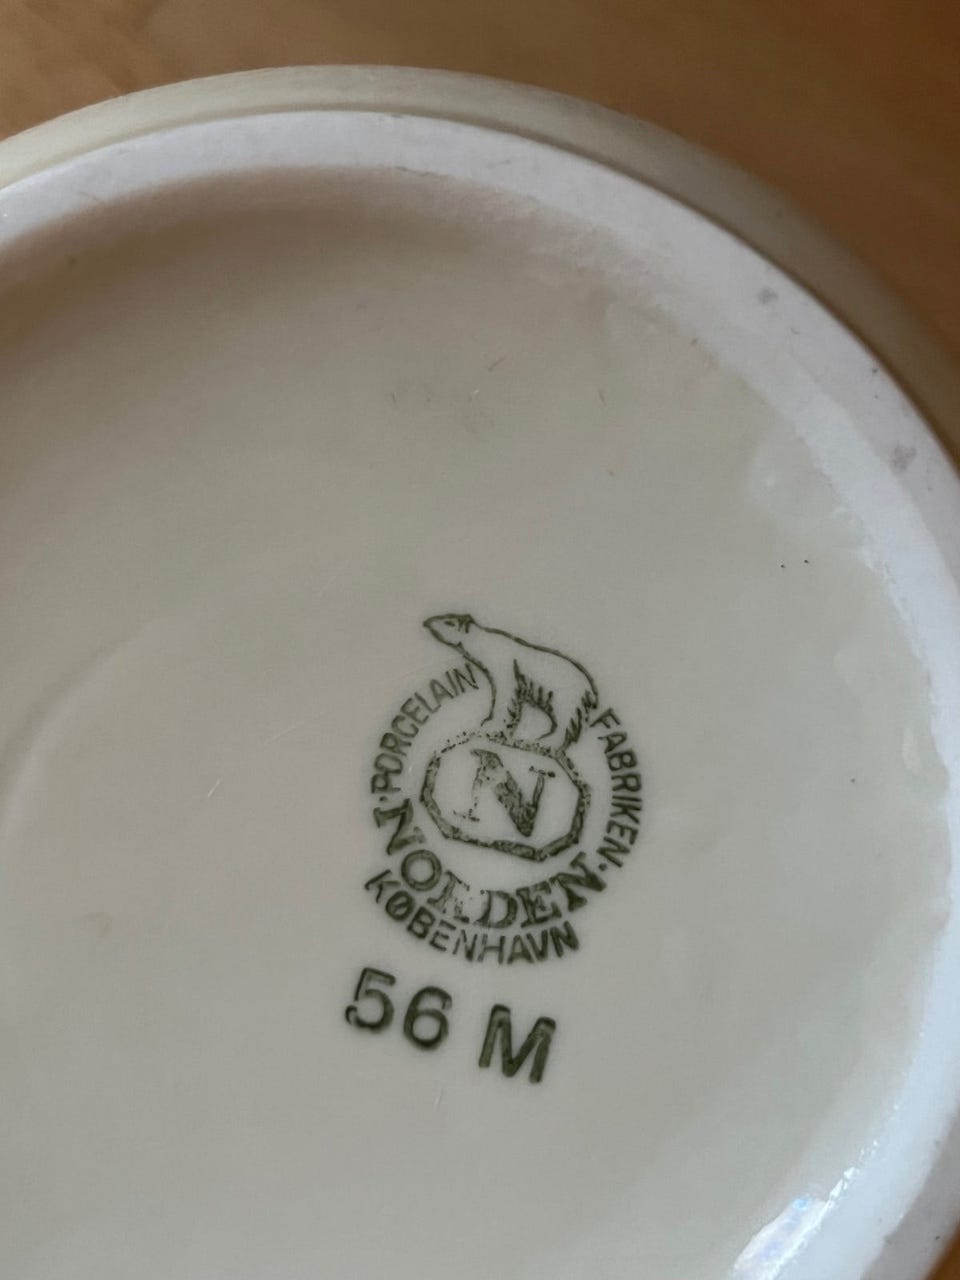 PORCELAIN FABRIKEN
N
NORDEN
KØBENHAVN
56 M